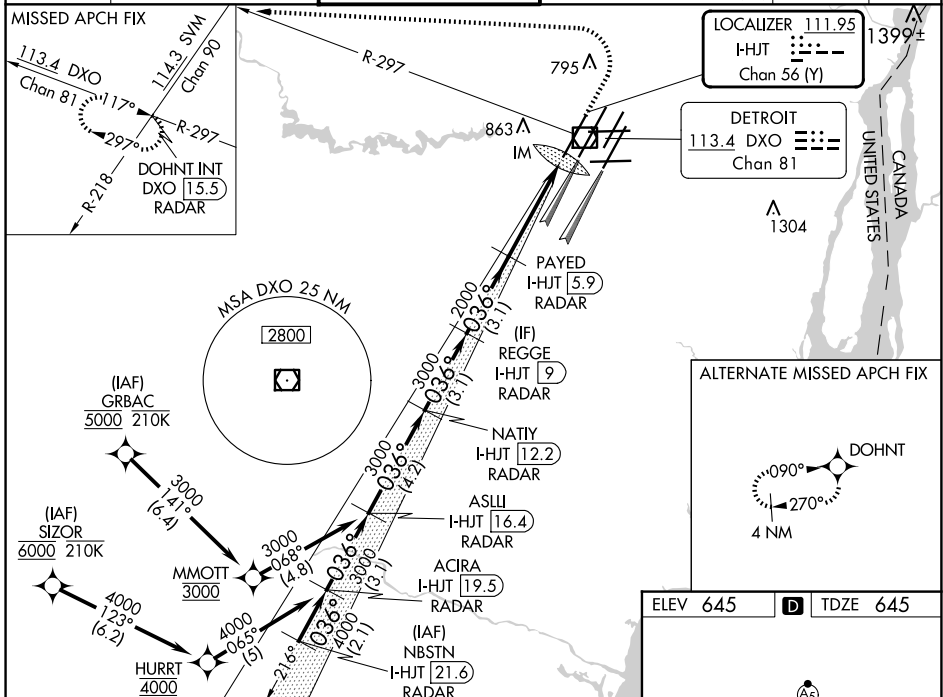 MISSED APCH FIX
113.4 DXO
Chan 81
114.3 SVM
Chan 90
117°
297°
R-297
R-218
DOHNT INT
DXO 15.5
RADAR
R-297
795
863
IM
LOCALIZER 111.95
I-HJT
Chan 56 (Y)
1399±
DETROIT
113.4 DXO
Chan 81
CANADA
UNITED STATES
1304
PAYED
I-HJT 5.9
RADAR
2000
036°
(3.1)
(IF)
REGGE
I-HJT 9
RADAR
3000
036°
(3.1)
NATIY
I-HJT 12.2
RADAR
3000
036°
(4.2)
ASLLI
I-HJT 16.4
RADAR
036°
3000
(3.1)
ACIRA
I-HJT 19.5
RADAR
036°
4000
(2.1)
(IAF)
NBSTN
I-HJT 21.6
RADAR
216°
MSA DXO 25 NM
2800
(IAF)
GRBAC
5000 210K
3000
141°
(6.4)
MMOTT
3000
3000
068°
(4.8)
(IAF)
SIZOR
6000 210K
4000
123°
(6.2)
HURRT
4000
4000
065°
(5)
ALTERNATE MISSED APCH FIX
DOHNT
090°
270°
4 NM
ELEV 645
D
TDZE 645
A5